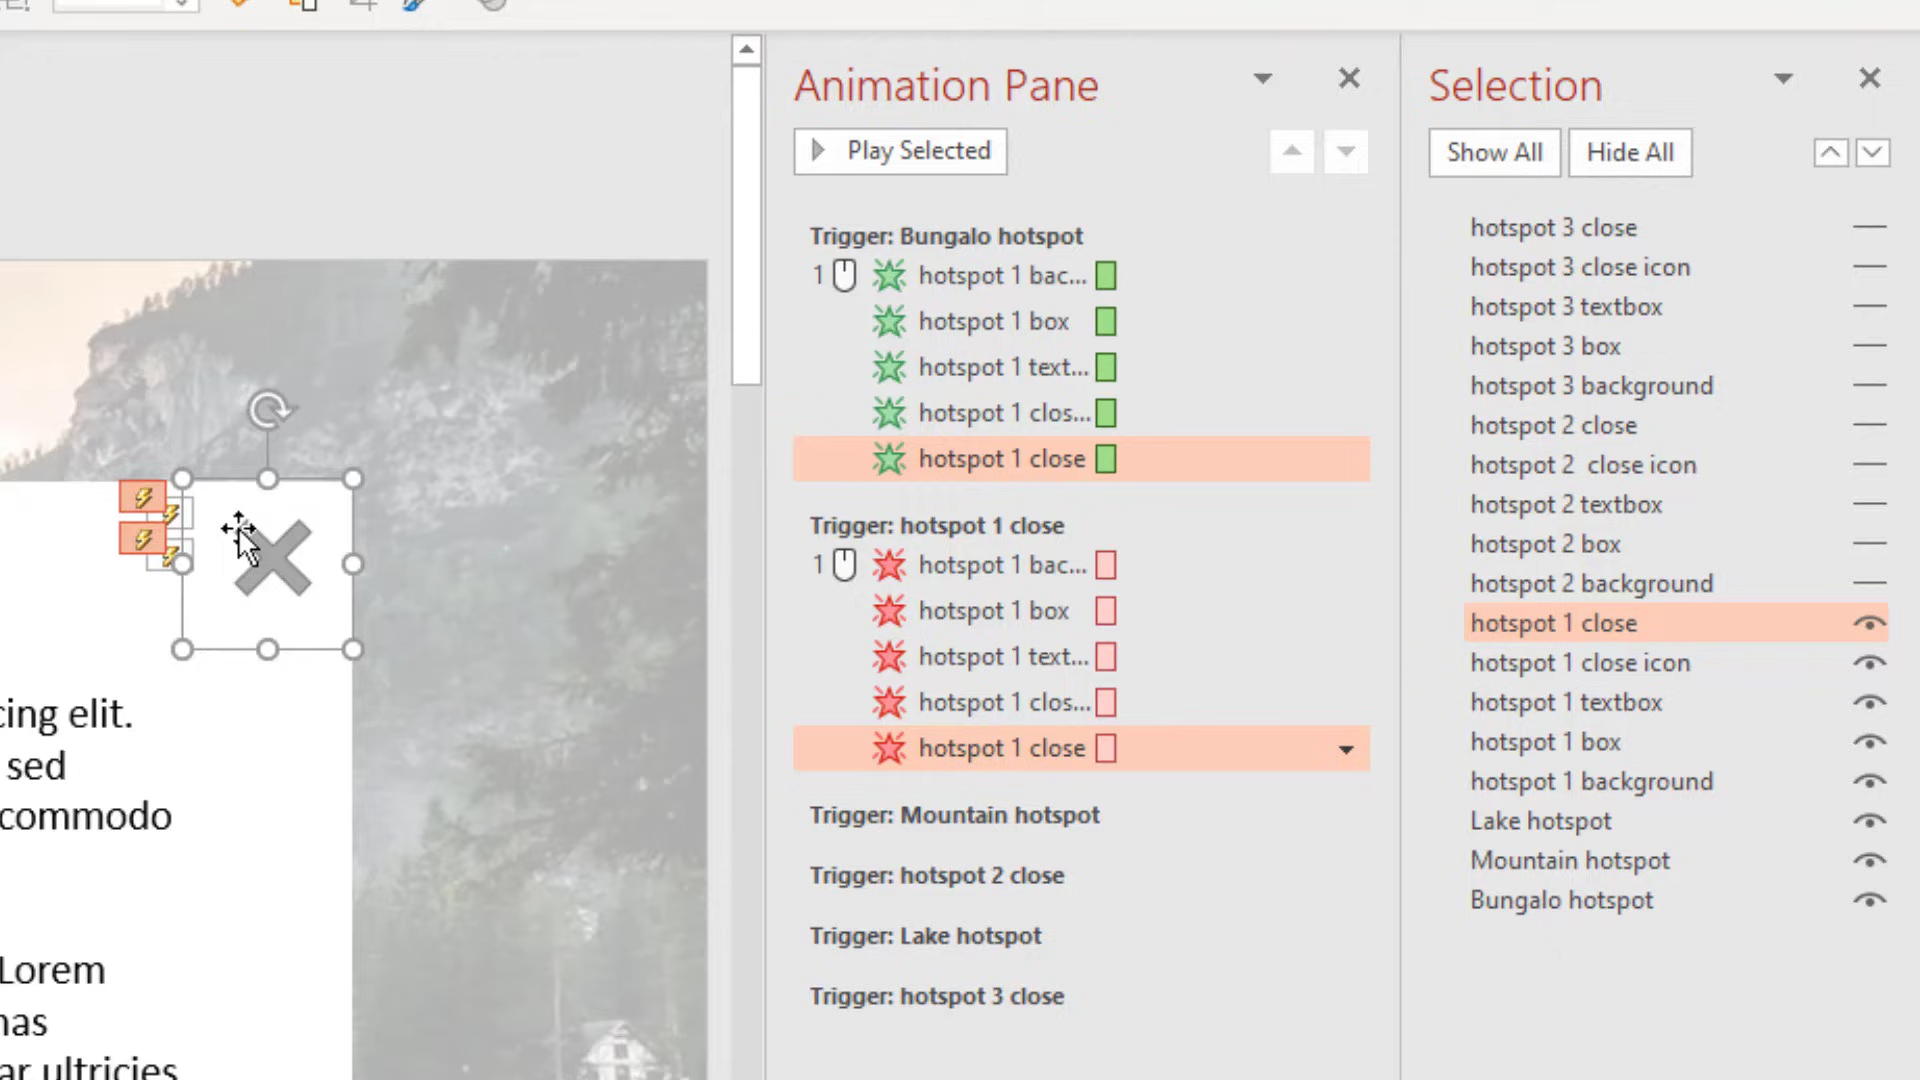 cing elit.
sed
commodo
Lorem
nas
ar ultricies
Animation Pane
Play Selected
Trigger: Bungalo hotspot
1 hotspot 1 bac...
hotspot 1 box
hotspot 1 text...
hotspot 1 clos...
hotspot 1 close
Trigger: hotspot 1 close
1 hotspot 1 bac...
hotspot 1 box
hotspot 1 text...
hotspot 1 clos...
hotspot 1 close
Trigger: Mountain hotspot
Trigger: hotspot 2 close
Trigger: Lake hotspot
Trigger: hotspot 3 close
Selection
Show All Hide All
hotspot 3 close
hotspot 3 close icon
hotspot 3 textbox
hotspot 3 box
hotspot 3 background
hotspot 2 close
hotspot 2  close icon
hotspot 2 textbox
hotspot 2 box
hotspot 2 background
hotspot 1 close
hotspot 1 close icon
hotspot 1 textbox
hotspot 1 box
hotspot 1 background
Lake hotspot
Mountain hotspot
Bungalo hotspot